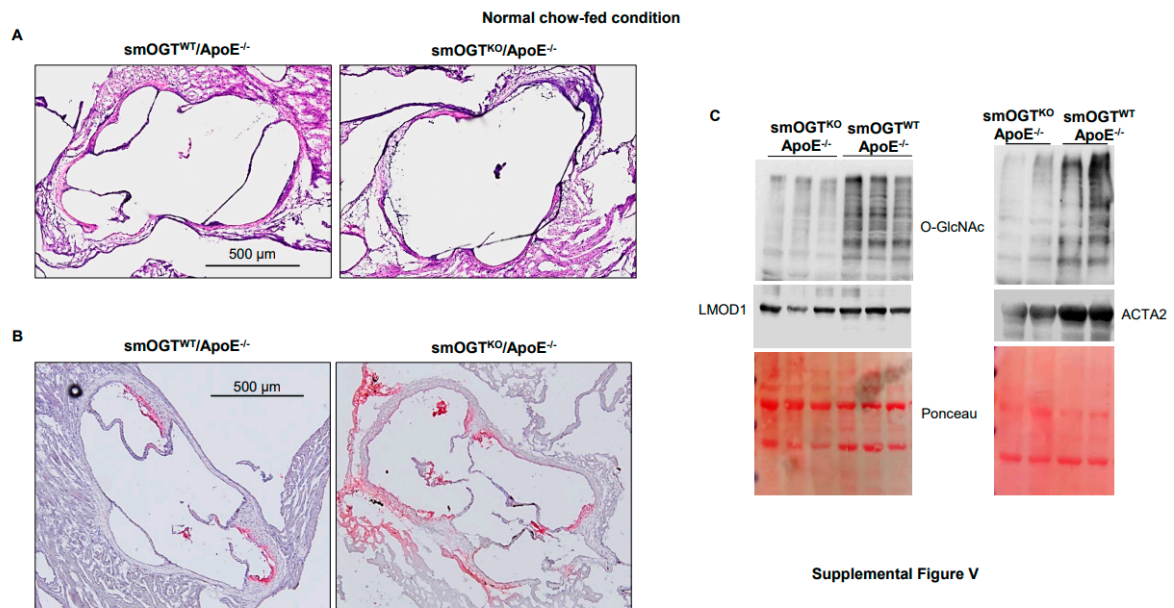 Normal chow-fed condition
A
smOGTᵂᵀ/ApoE⁻/⁻
smOGTᴷᴼ/ApoE⁻/⁻
500 µm
B
smOGTᵂᵀ/ApoE⁻/⁻
smOGTᴷᴼ/ApoE⁻/⁻
500 µm
C
smOGTᴷᴼ smOGTᵂᵀ
ApoE⁻/⁻ ApoE⁻/⁻
smOGTᴷᴼ smOGTᵂᵀ
ApoE⁻/⁻ ApoE⁻/⁻
O-GlcNAc
LMOD1
ACTA2
Ponceau
Supplemental Figure V